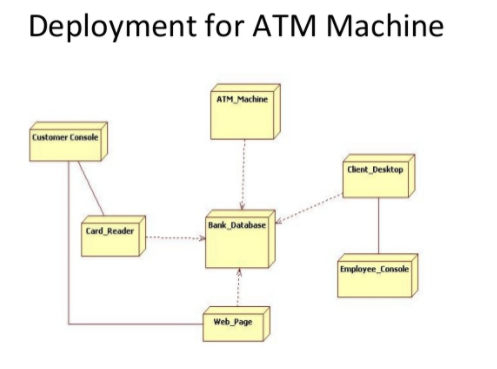 Deployment for ATM Machine
ATM_Machine
Customer Console
Client_Desktop
Card_Reader
Bank_Database
Employee_Console
Web_Page